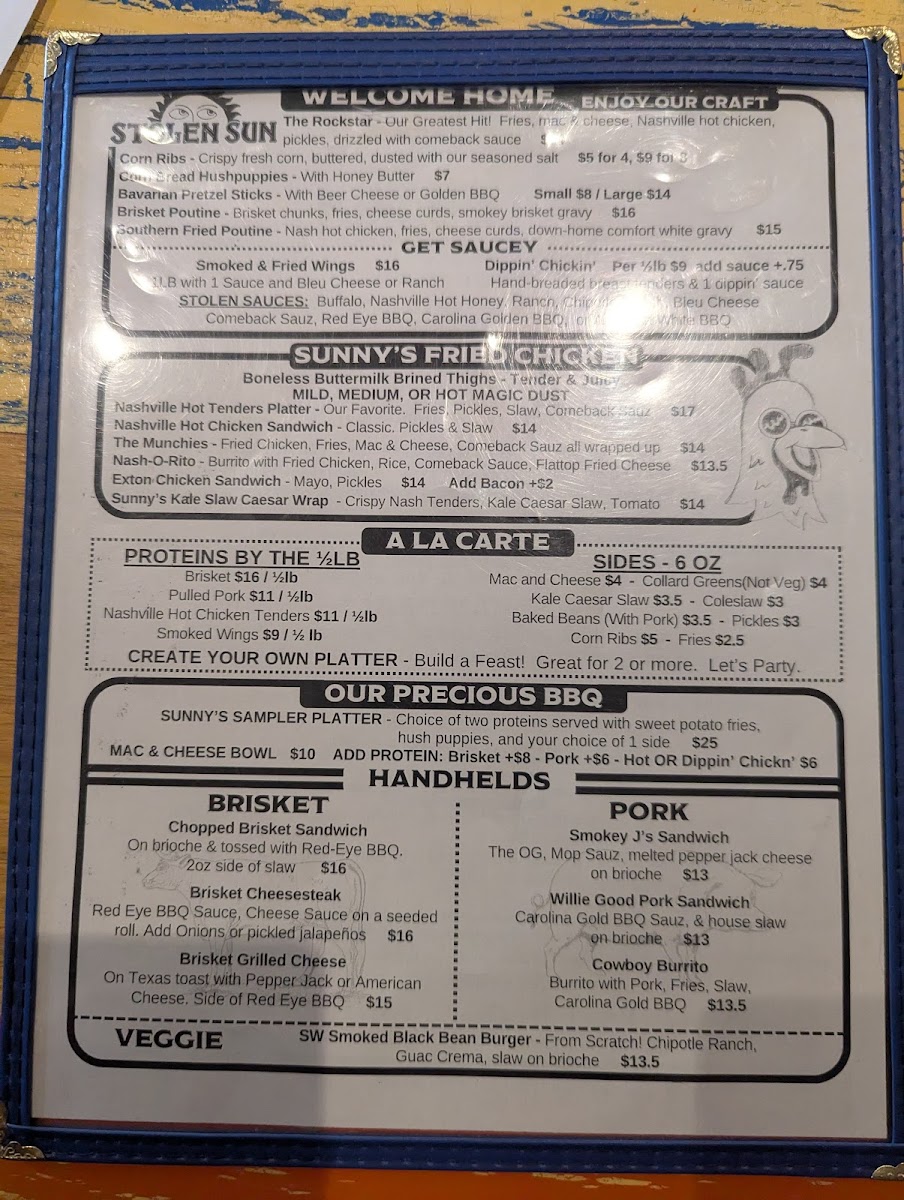 WELCOME HOME ENJOY OUR CRAFT
STOLEN SUN
The Rockstar - Our Greatest Hit! Fries, mac & cheese, Nashville hot chicken,
pickles, drizzled with comeback sauce
Corn Ribs - Crispy fresh corn, buttered, dusted with our seasoned salt $5 for 4, $9 for 8
Corn Bread Hushpuppies - With Honey Butter $7
Bavarian Pretzel Sticks - With Beer Cheese or Golden BBQ Small $8 / Large $14
Brisket Poutine - Brisket chunks, fries, cheese curds, smokey brisket gravy $16
Southern Fried Poutine - Nash hot chicken, fries, cheese curds, down-home comfort white gravy $15
GET SAUCEY
Smoked & Fried Wings $16
1LB with 1 Sauce and Bleu Cheese or Ranch
Dippin' Chickin' Per ½lb $9 add sauce +.75
Hand-breaded breast tenders & 1 dippin' sauce
STOLEN SAUCES: Buffalo, Nashville Hot Honey, Ranch, Bleu Cheese
Comeback Sauz, Red Eye BBQ, Carolina Golden BBQ, or White BBQ
SUNNY'S FRIED CHICKEN
Boneless Buttermilk Brined Thighs - Tender & Juicy
MILD, MEDIUM, OR HOT MAGIC DUST
Nashville Hot Tenders Platter - Our Favorite. Fries, Pickles, Slaw, Comeback Sauz $17
Nashville Hot Chicken Sandwich - Classic. Pickles & Slaw $14
The Munchies - Fried Chicken, Fries, Mac & Cheese, Comeback Sauz all wrapped up $14
Nash-O-Rito - Burrito with Fried Chicken, Rice, Comeback Sauce, Flattop Fried Cheese $13.5
Exton Chicken Sandwich - Mayo, Pickles $14 Add Bacon +$2
Sunny's Kale Slaw Caesar Wrap - Crispy Nash Tenders, Kale Caesar Slaw, Tomato $14
A LA CARTE
PROTEINS BY THE ½LB
Brisket $16 / ½lb
Pulled Pork $11 / ½lb
Nashville Hot Chicken Tenders $11 / ½lb
Smoked Wings $9 / ½ lb
SIDES - 6 OZ
Mac and Cheese $4 - Collard Greens(Not Veg) $4
Kale Caesar Slaw $3.5 - Coleslaw $3
Baked Beans (With Pork) $3.5 - Pickles $3
Corn Ribs $5 - Fries $2.5
CREATE YOUR OWN PLATTER - Build a Feast! Great for 2 or more. Let's Party.
OUR PRECIOUS BBQ
SUNNY'S SAMPLER PLATTER - Choice of two proteins served with sweet potato fries,
hush puppies, and your choice of 1 side $25
MAC & CHEESE BOWL $10 ADD PROTEIN: Brisket +$8 - Pork +$6 - Hot OR Dippin' Chickn' $6
HANDHELDS
BRISKET
Chopped Brisket Sandwich
On brioche & tossed with Red-Eye BBQ.
2oz side of slaw $16
Brisket Cheesesteak
Red Eye BBQ Sauce, Cheese Sauce on a seeded
roll. Add Onions or pickled jalapeños $16
Brisket Grilled Cheese
On Texas toast with Pepper Jack or American
Cheese. Side of Red Eye BBQ $15
PORK
Smokey J's Sandwich
The OG, Mop Sauz, melted pepper jack cheese
on brioche $13
Willie Good Pork Sandwich
Carolina Gold BBQ Sauz, & house slaw
on brioche $13
Cowboy Burrito
Burrito with Pork, Fries, Slaw,
Carolina Gold BBQ $13.5
VEGGIE
SW Smoked Black Bean Burger - From Scratch! Chipotle Ranch,
Guac Crema, slaw on brioche $13.5